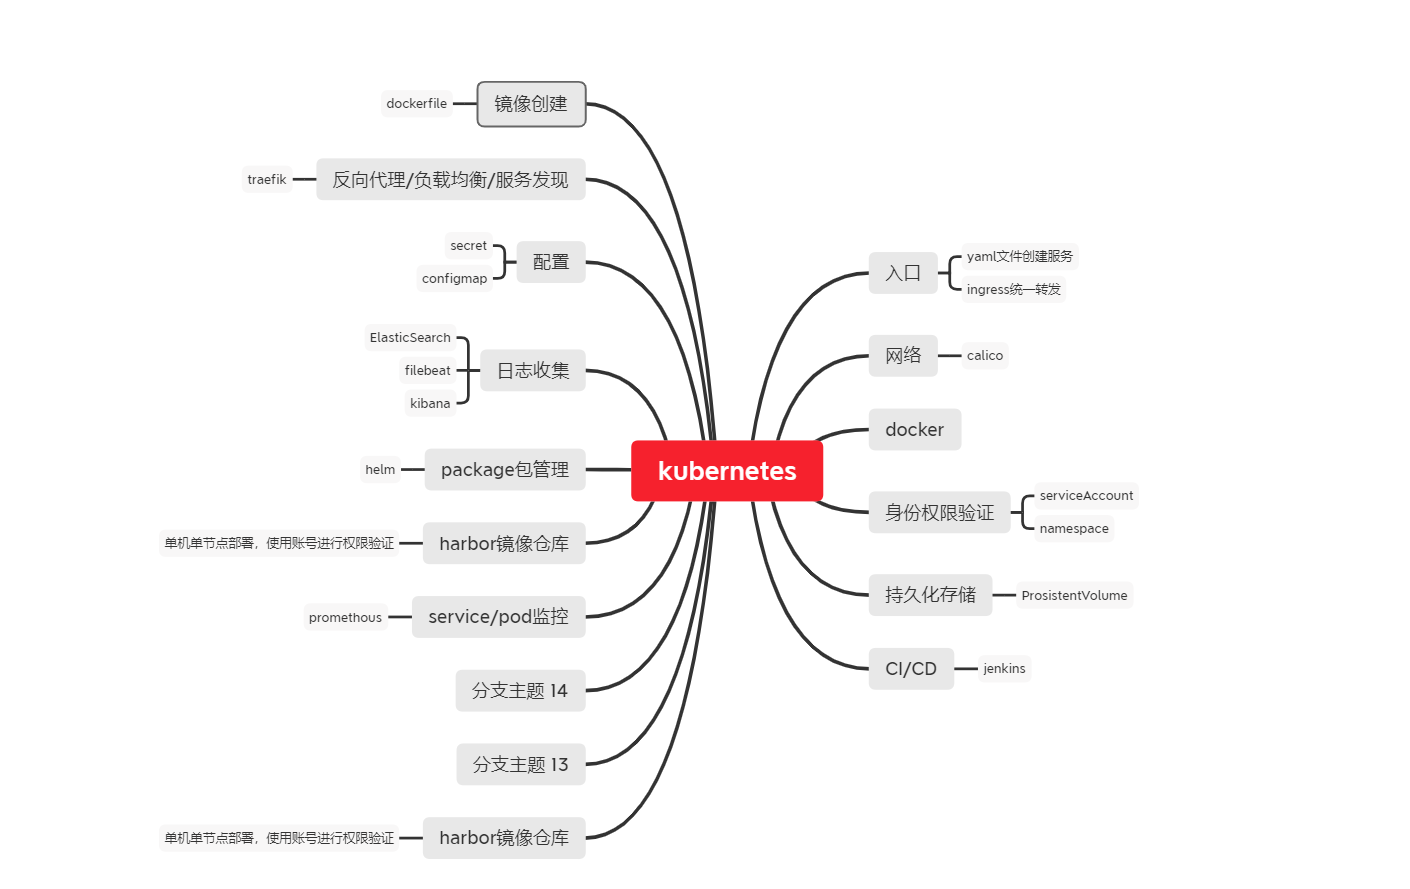 kubernetes
入口
yaml文件创建服务
ingress统一转发
网络
calico
docker
身份权限验证
serviceAccount
namespace
持久化存储
ProsistentVolume
CI/CD
jenkins
镜像创建
dockerfile
反向代理/负载均衡/服务发现
traefik
配置
secret
configmap
日志收集
ElasticSearch
filebeat
kibana
package包管理
helm
harbor镜像仓库
单机单节点部署，使用账号进行权限验证
service/pod监控
promethous
分支主题 14
分支主题 13
harbor镜像仓库
单机单节点部署，使用账号进行权限验证